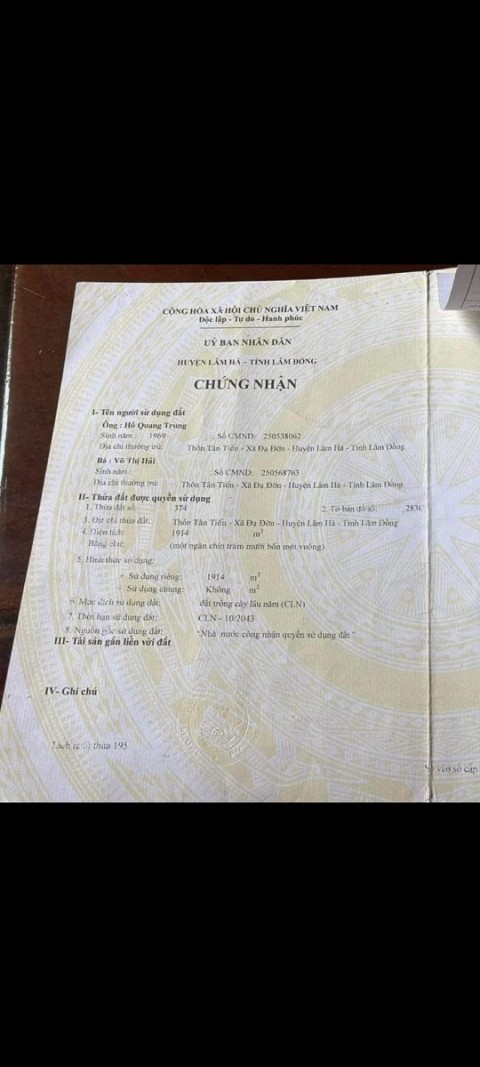 CỘNG HÒA XÃ HỘI CHỦ NGHĨA VIỆT NAM
Độc lập - Tự do - Hạnh phúc
UỶ BAN NHÂN DÂN
HUYỆN LÂM HÀ - TỈNH LÂM ĐỒNG
CHỨNG NHẬN
I- Tên người sử dụng đất
Ông : Hồ Quang Trung
Sinh năm : 1969 : Số CMND: 250538062
Địa chỉ thường trú: Thôn Tân Tiến - Xã Đạ Đờn - Huyện Lâm Hà - Tỉnh Lâm Đồng.
Bà : Võ Thị Hải
Sinh năm : : Số CMND: 250568763
Địa chỉ thường trú: Thôn Tân Tiến - Xã Đạ Đờn - Huyện Lâm Hà - Tỉnh Lâm Đồng.
II- Thửa đất được quyền sử dụng
1. Thửa đất số: 374 2. Tờ bản đồ số:
3. Địa chỉ thửa đất: Thôn Tân Tiến - Xã Đạ Đờn - Huyện Lâm Hà - Tỉnh Lâm Đồng
4. Diện tích: 1914 m²
Bằng chữ: (một ngàn chín trăm mười bốn mét vuông)
5. Hình thức sử dụng:
+ Sử dụng riêng: 1914 m²
+ Sử dụng chung: Không m²
6. Mục đích sử dụng đất: đất trồng cây lâu năm (CLN)
7. Thời hạn sử dụng đất: CLN - 10/2043
8. Nguồn gốc sử dụng đất: "Nhà nước công nhận quyền sử dụng đất "
III- Tài sản gắn liền với đất
IV- Ghi chú
thửa 195
vào sổ cấp